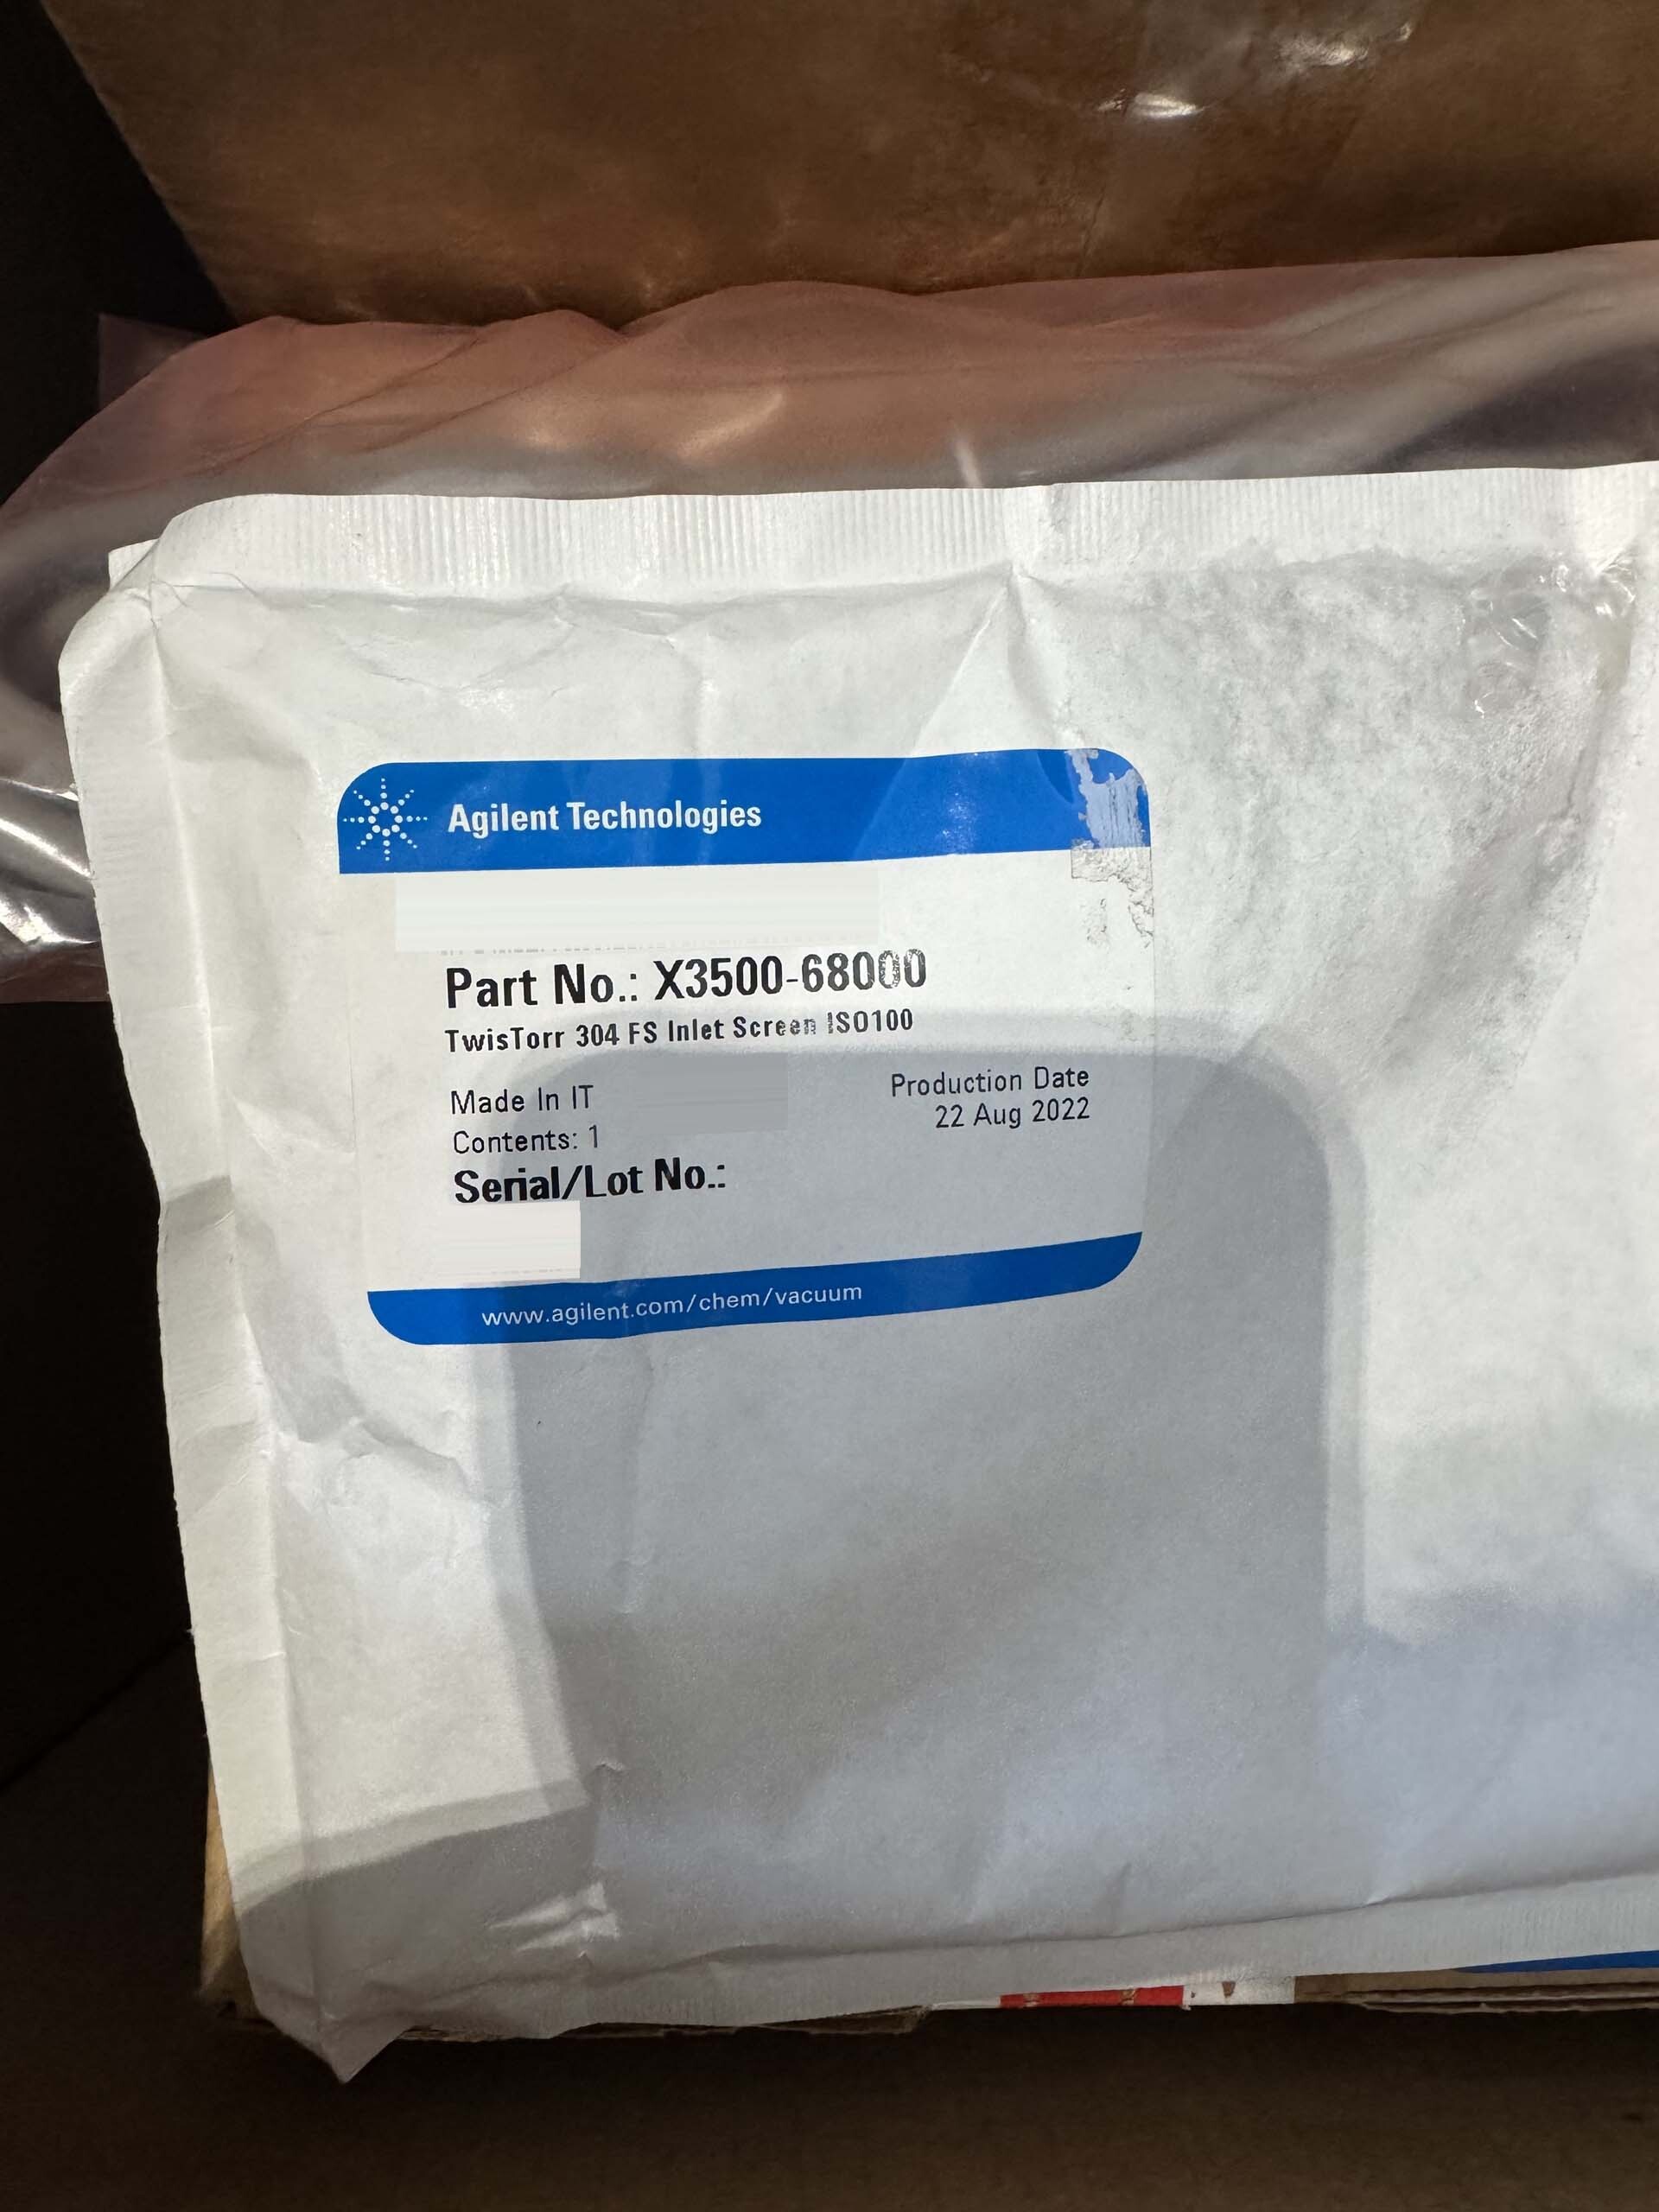 Agilent Technologies
Part No.: X3500-68000
TwisTorr 304 FS Inlet Screen ISO100
Made In IT
Contents: 1
Production Date
22 Aug 2022
Serial/Lot No.:
www.agilent.com/chem/vacuum